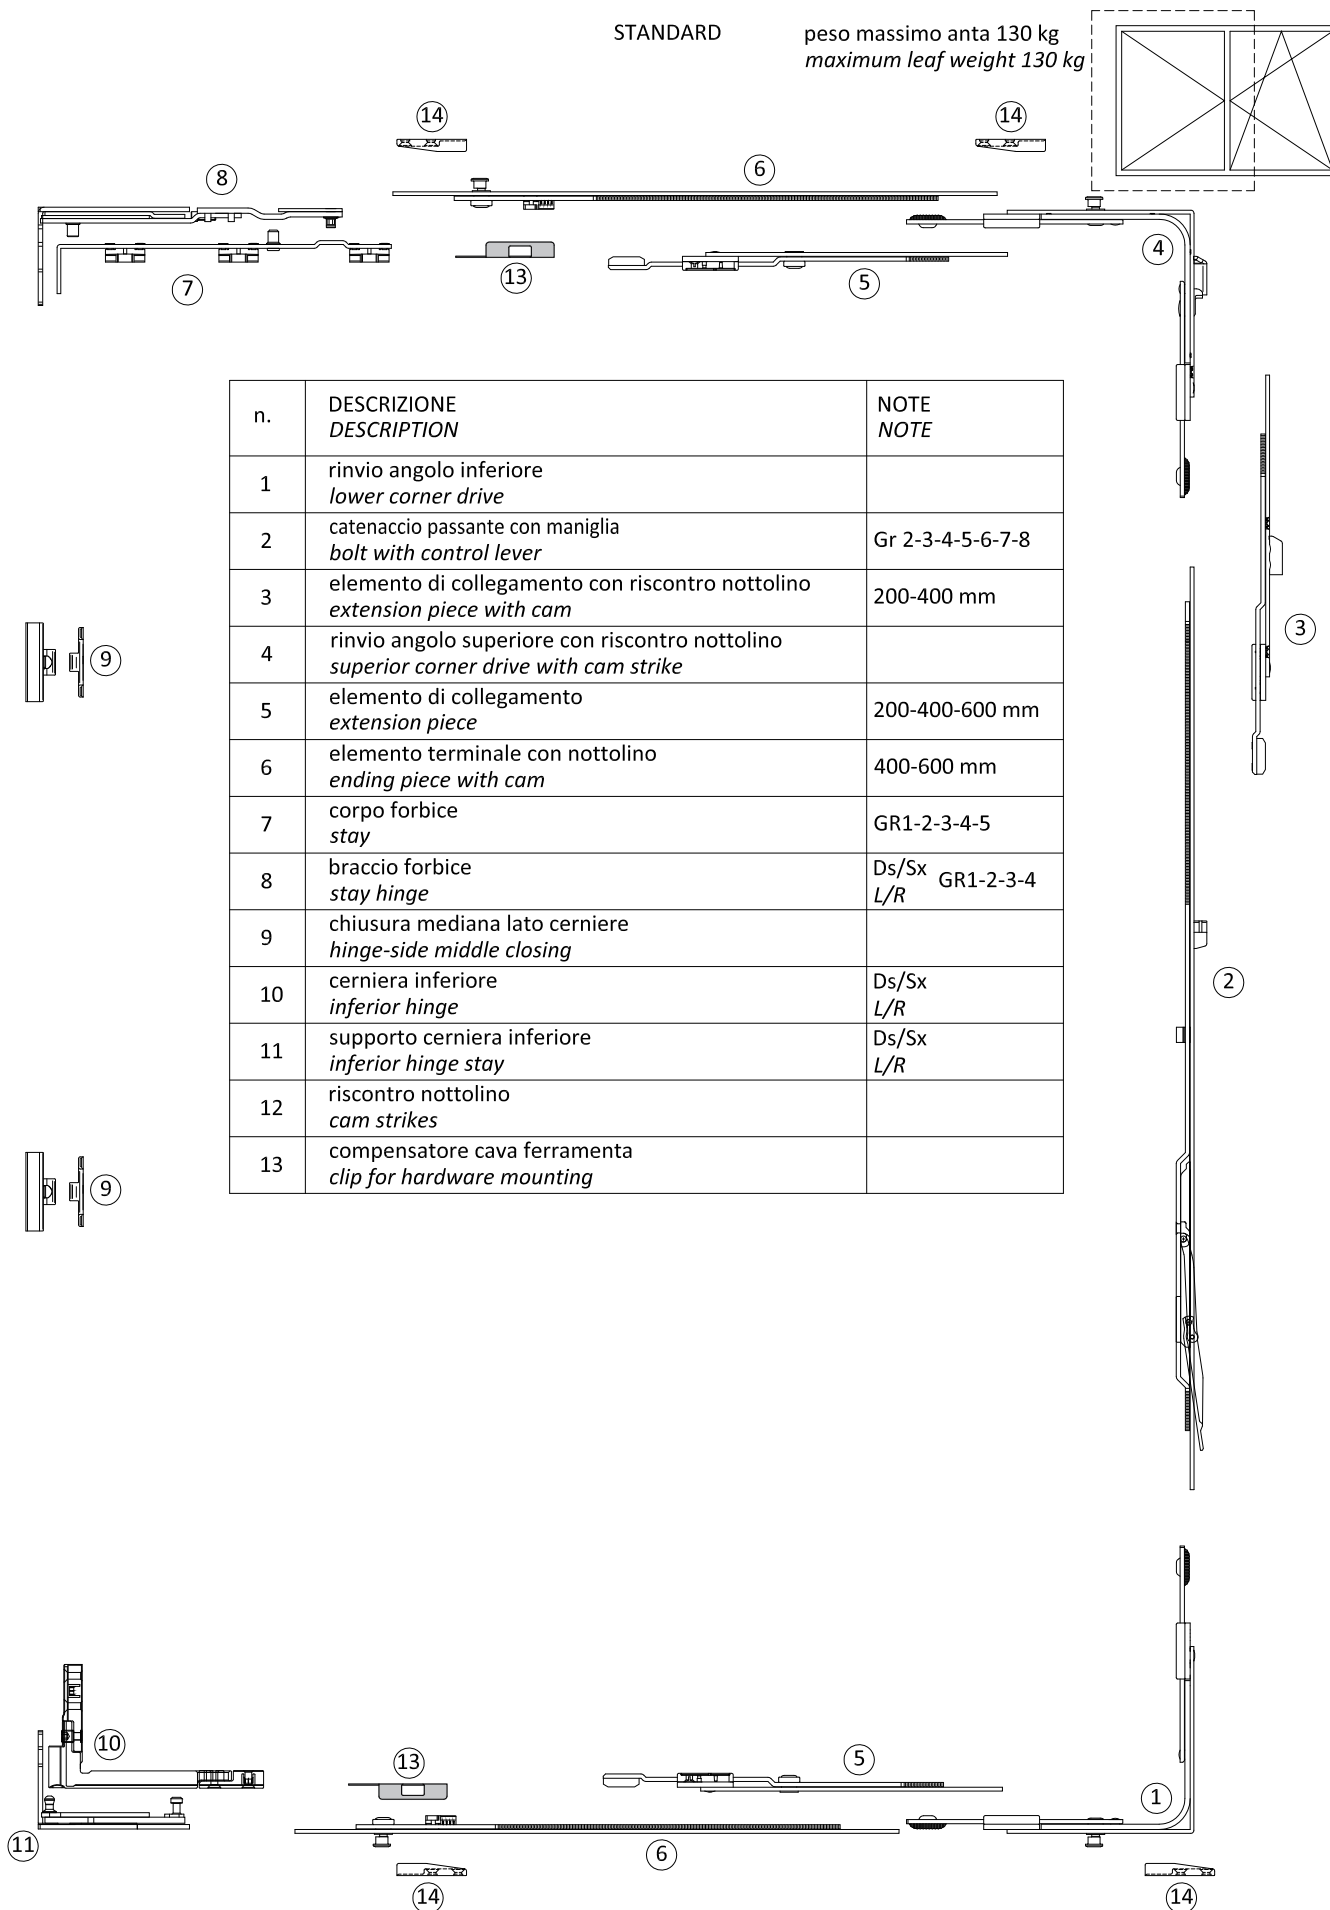 STANDARD
peso massimo anta 130 kg
maximum leaf weight 130 kg
14
14
6
8
4
13
5
7
n.
DESCRIZIONE
DESCRIPTION
NOTE
NOTE
1
rinvio angolo inferiore
lower corner drive
2
catenaccio passante con maniglia
bolt with control lever
Gr 2-3-4-5-6-7-8
3
elemento di collegamento con riscontro nottolino
extension piece with cam
200-400 mm
4
rinvio angolo superiore con riscontro nottolino
superior corner drive with cam strike
5
elemento di collegamento
extension piece
200-400-600 mm
6
elemento terminale con nottolino
ending piece with cam
400-600 mm
7
corpo forbice
stay
GR1-2-3-4-5
8
braccio forbice
stay hinge
Ds/Sx
L/R
GR1-2-3-4
9
chiusura mediana lato cerniere
hinge-side middle closing
10
cerniera inferiore
inferior hinge
Ds/Sx
L/R
11
supporto cerniera inferiore
inferior hinge stay
Ds/Sx
L/R
12
riscontro nottolino
cam strikes
13
compensatore cava ferramenta
clip for hardware mounting
3
9
2
9
10
13
5
1
11
6
14
14